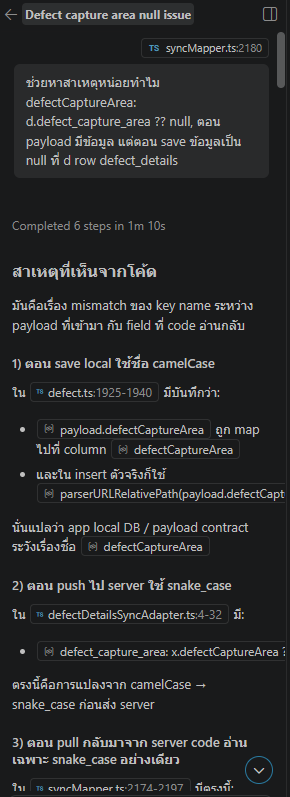 Defect capture area null issue
TS syncMapper.ts:2180
ช่วยหาสาเหตุหน่อยทำไม
defectCaptureArea:
d.defect_capture_area ?? null, ตอน
payload มีข้อมูล แต่ตอน save ข้อมูลเป็น
null ที่ d row defect_details
Completed 6 steps in 1m 10s
สาเหตุที่เห็นจากโค้ด
มันคือเรื่อง mismatch ของ key name ระหว่าง
payload ที่เข้ามา กับ field ที่ code อ่านกลับ
1) ตอน save local ใช้ชื่อ camelCase
ใน TS defect.ts:1925-1940 มีบันทึกว่า:
• payload.defectCaptureArea ถูก map
ไปที่ column defectCaptureArea
• และใน insert ตัวจริงก็ใช้
parserURLRelativePath(payload.defectCapt
นั่นแปลว่า app local DB / payload contract
ระวังเรื่องชื่อ defectCaptureArea
2) ตอน push ไป server ใช้ snake_case
ใน TS defectDetailsSyncAdapter.ts:4-32 มี:
• defect_capture_area: x.defectCaptureArea ?
ตรงนี้คือการแปลงจาก camelCase →
snake_case ก่อนส่ง server
3) ตอน pull กลับมาจาก server code อ่าน
เฉพาะ snake_case อย่างเดียว
ใน TS syncMapper.ts:2174-2197 มีตรงนี้: